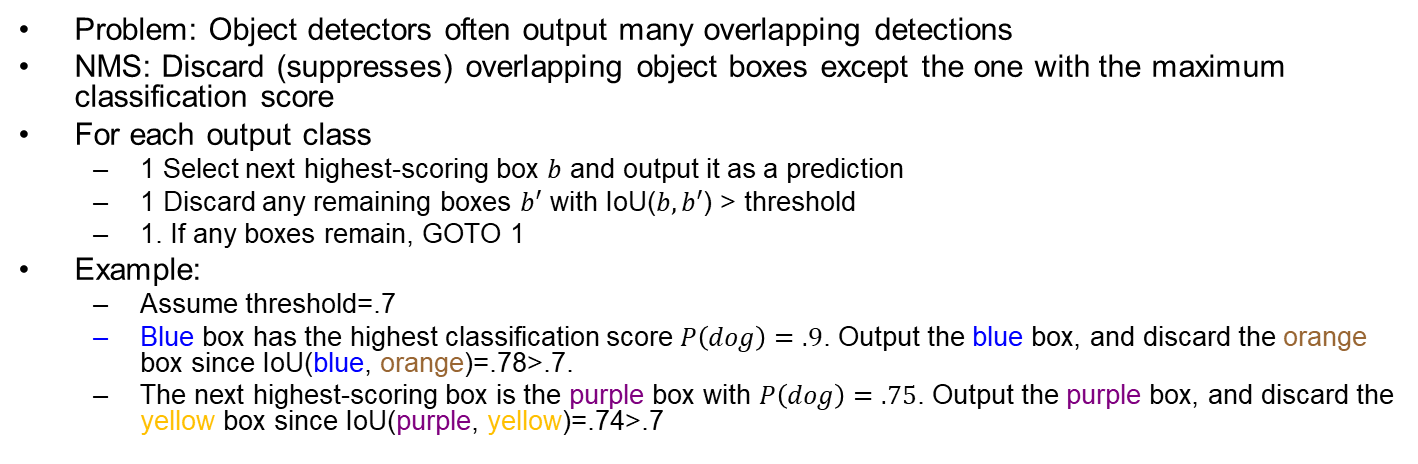 • Problem: Object detectors often output many overlapping detections
• NMS: Discard (suppresses) overlapping object boxes except the one with the maximum
classification score
• For each output class
– 1 Select next highest-scoring box b and output it as a prediction
– 1 Discard any remaining boxes b′ with IoU(b, b′) > threshold
– 1. If any boxes remain, GOTO 1
• Example:
– Assume threshold=.7
– Blue box has the highest classification score P(dog) = .9. Output the blue box, and discard the orange
box since IoU(blue, orange)=.78>.7.
– The next highest-scoring box is the purple box with P(dog) = .75. Output the purple box, and discard the
yellow box since IoU(purple, yellow)=.74>.7